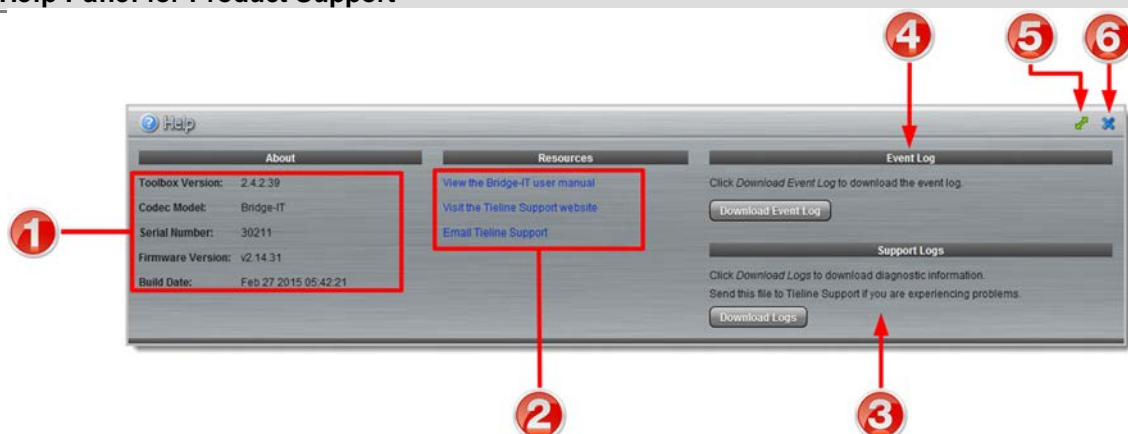 Help Panel for Product Support
4
5
6
Help
About
Toolbox Version: 2.4.2.39
Codec Model: Bridge-IT
Serial Number: 30211
Firmware Version: v2.14.31
Build Date: Feb 27 2015 05:42:21
Resources
View the Bridge-IT user manual
Visit the Tieline Support website
Email Tieline Support
Event Log
Click Download Event Log to download the event log.
Download Event Log
Support Logs
Click Download Logs to download diagnostic information.
Send this file to Tieline Support if you are experiencing problems.
Download Logs
1
2
3